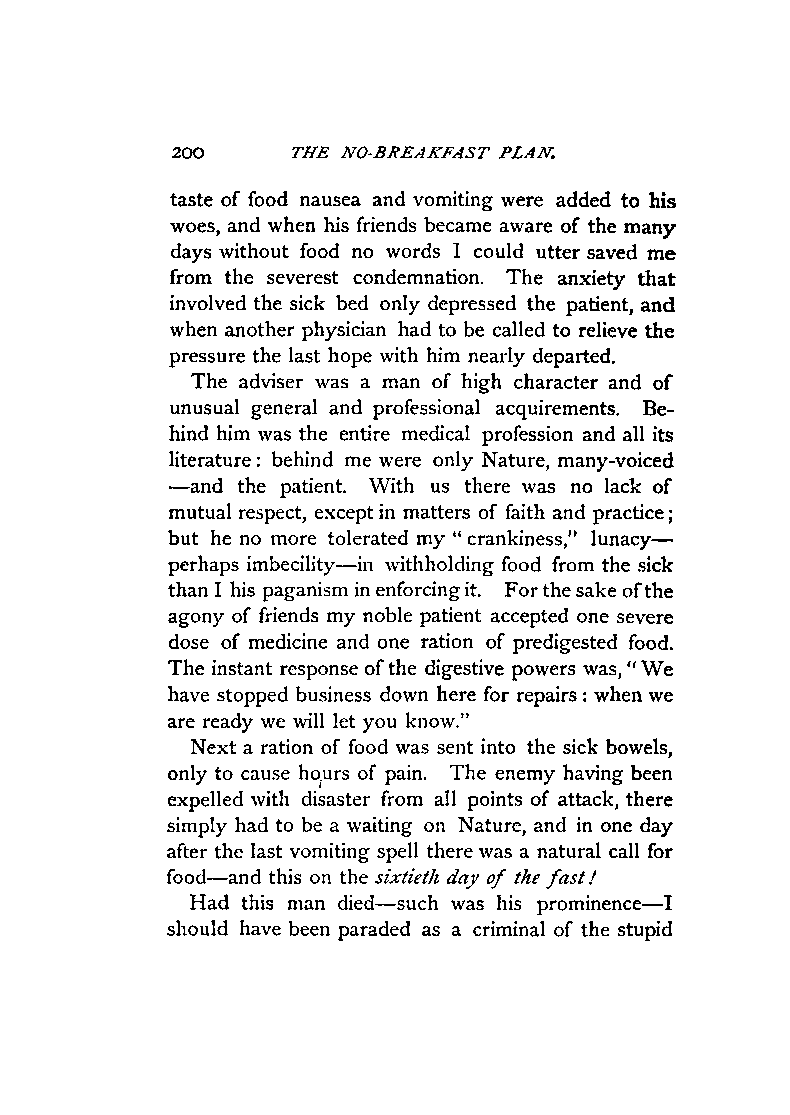 200 THE NO-BREAKFAST PLAN.
taste of food nausea and vomiting were added to his
woes, and when his friends became aware of the many
days without food no words I could utter saved me
from the severest condemnation. The anxiety that
involved the sick bed only depressed the patient, and
when another physician had to be called to relieve the
pressure the last hope with him nearly departed.
The adviser was a man of high character and of
unusual general and professional acquirements. Be-
hind him was the entire medical profession and all its
literature: behind me were only Nature, many-voiced
—and the patient. With us there was no lack of
mutual respect, except in matters of faith and practice;
but he no more tolerated my "crankiness," lunacy—
perhaps imbecility—in withholding food from the sick
than I his paganism in enforcing it. For the sake of the
agony of friends my noble patient accepted one severe
dose of medicine and one ration of predigested food.
The instant response of the digestive powers was, "We
have stopped business down here for repairs: when we
are ready we will let you know."
Next a ration of food was sent into the sick bowels,
only to cause hours of pain. The enemy having been
expelled with disaster from all points of attack, there
simply had to be a waiting on Nature, and in one day
after the last vomiting spell there was a natural call for
food—and this on the sixtieth day of the fast!
Had this man died—such was his prominence—I
should have been paraded as a criminal of the stupid